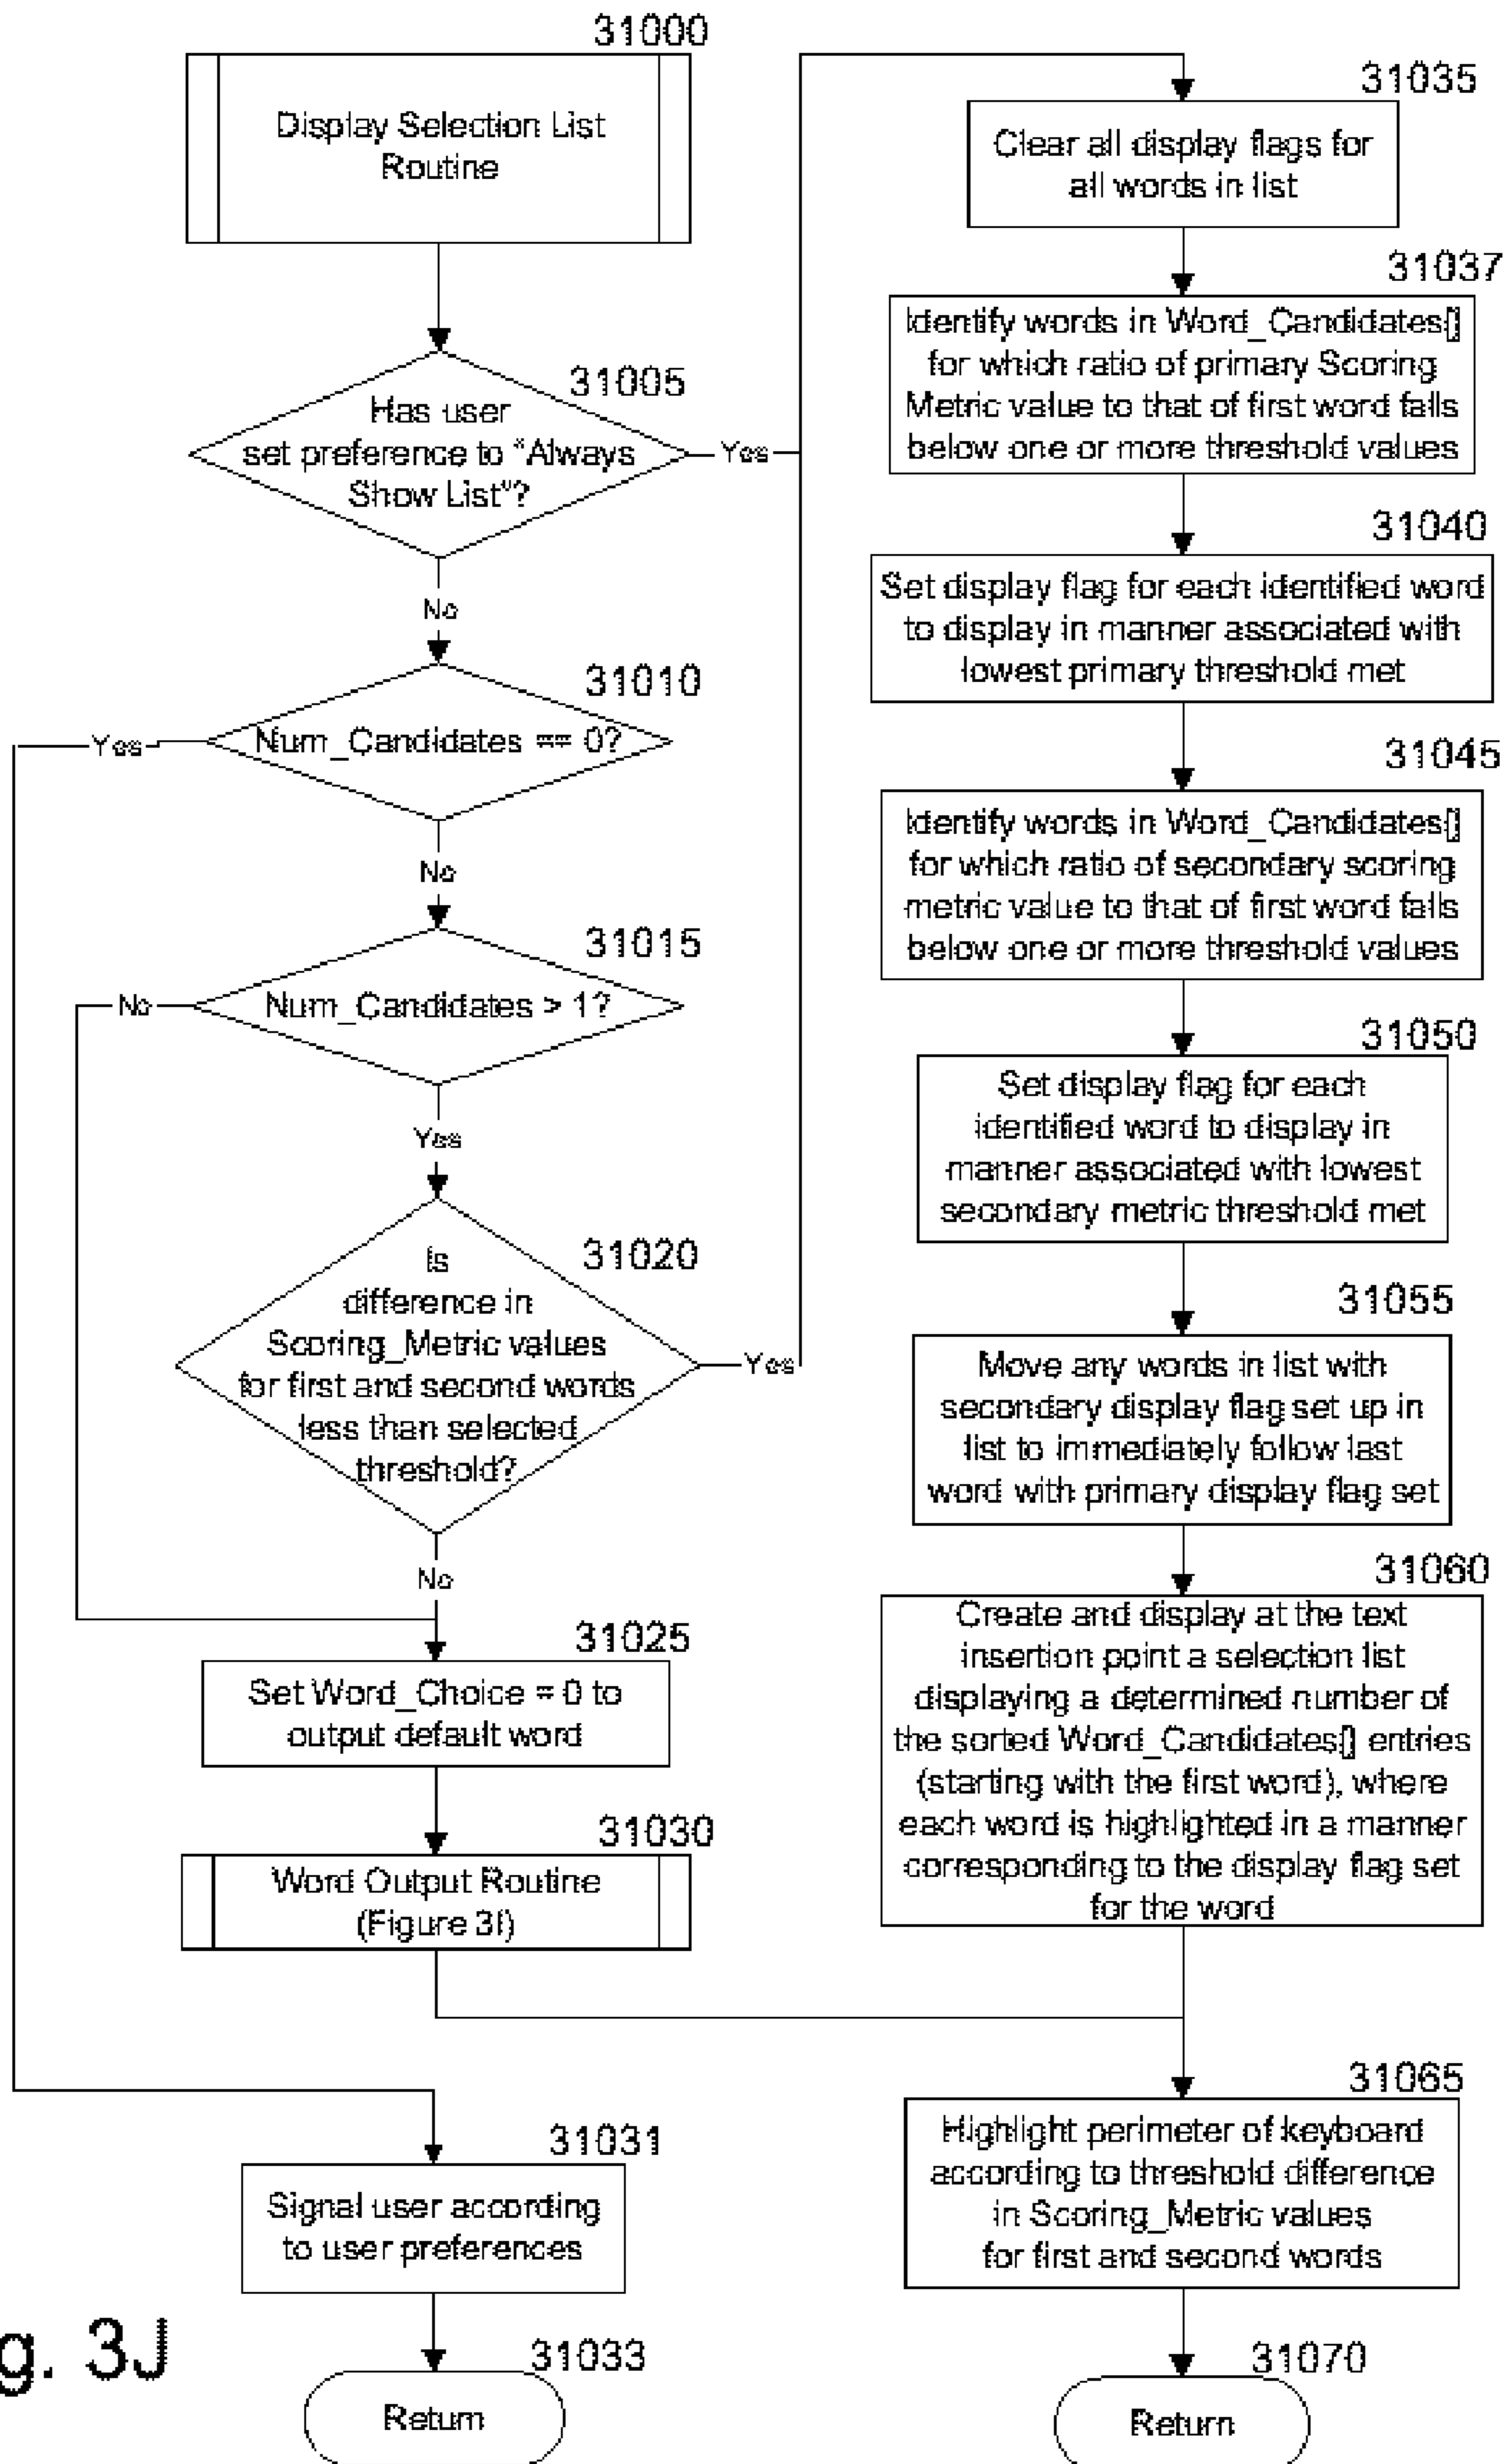 31000
Display Selection List
Routine
31005
Has user
set preference to "Always
Show List"?
Yes
No
31010
Num_Candidates == 0?
Yes
No
31015
Num_Candidates > 1?
No
Yes
31020
Is
difference in
Scoring_Metric values
for first and second words
less than selected
threshold?
Yes
No
31025
Set Word_Choice = 0 to
output default word
31030
Word Output Routine
(Figure 3I)
31031
Signal user according
to user preferences
31033
Return
31035
Clear all display flags for
all words in list
31037
Identify words in Word_Candidates[]
for which ratio of primary Scoring
Metric value to that of first word falls
below one or more threshold values
31040
Set display flag for each identified word
to display in manner associated with
lowest primary threshold met
31045
Identify words in Word_Candidates[]
for which ratio of secondary scoring
metric value to that of first word falls
below one or more threshold values
31050
Set display flag for each
identified word to display in
manner associated with lowest
secondary metric threshold met
31055
Move any words in list with
secondary display flag set up in
list to immediately follow last
word with primary display flag set
31060
Create and display at the text
insertion point a selection list
displaying a determined number of
the sorted Word_Candidates[] entries
(starting with the first word), where
each word is highlighted in a manner
corresponding to the display flag set
for the word
31065
Highlight perimeter of keyboard
according to threshold difference
in Scoring_Metric values
for first and second words
31070
Return
g. 3J